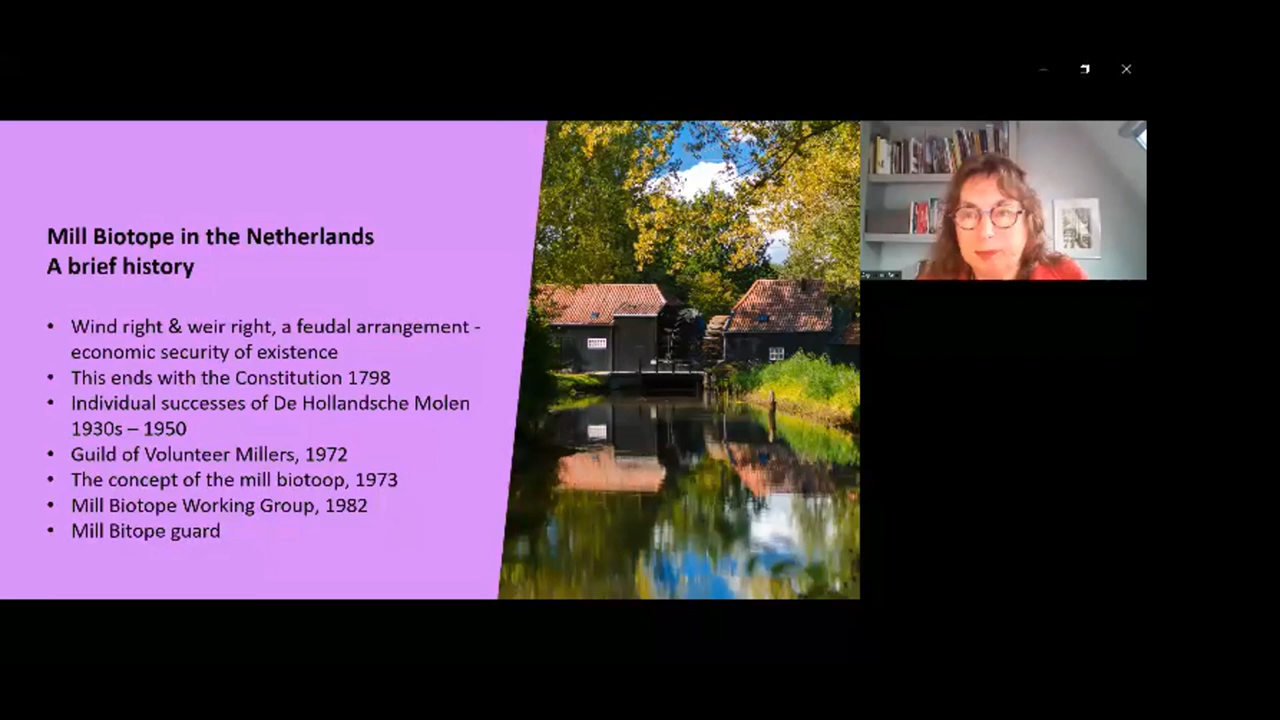 Mill Biotope in the Netherlands
A brief history
• Wind right & weir right, a feudal arrangement -
economic security of existence
• This ends with the Constitution 1798
• Individual successes of De Hollandsche Molen
1930s – 1950
• Guild of Volunteer Millers, 1972
• The concept of the mill biotoop, 1973
• Mill Biotope Working Group, 1982
• Mill Bitope guard